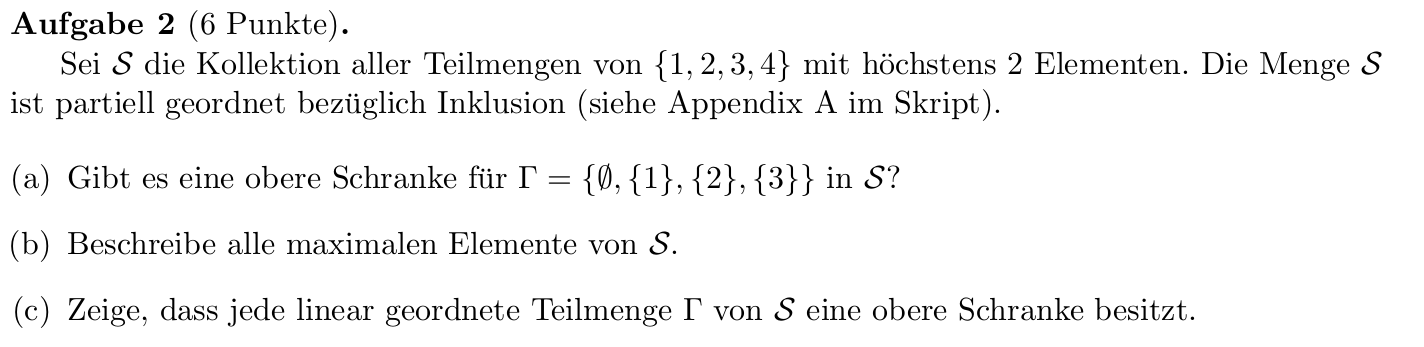 Aufgabe 2 (6 Punkte).
Sei 𝒮 die Kollektion aller Teilmengen von {1, 2, 3, 4} mit höchstens 2 Elementen. Die Menge 𝒮
ist partiell geordnet bezüglich Inklusion (siehe Appendix A im Skript).
(a) Gibt es eine obere Schranke für Γ = {∅, {1}, {2}, {3}} in 𝒮?
(b) Beschreibe alle maximalen Elemente von 𝒮.
(c) Zeige, dass jede linear geordnete Teilmenge Γ von 𝒮 eine obere Schranke besitzt.